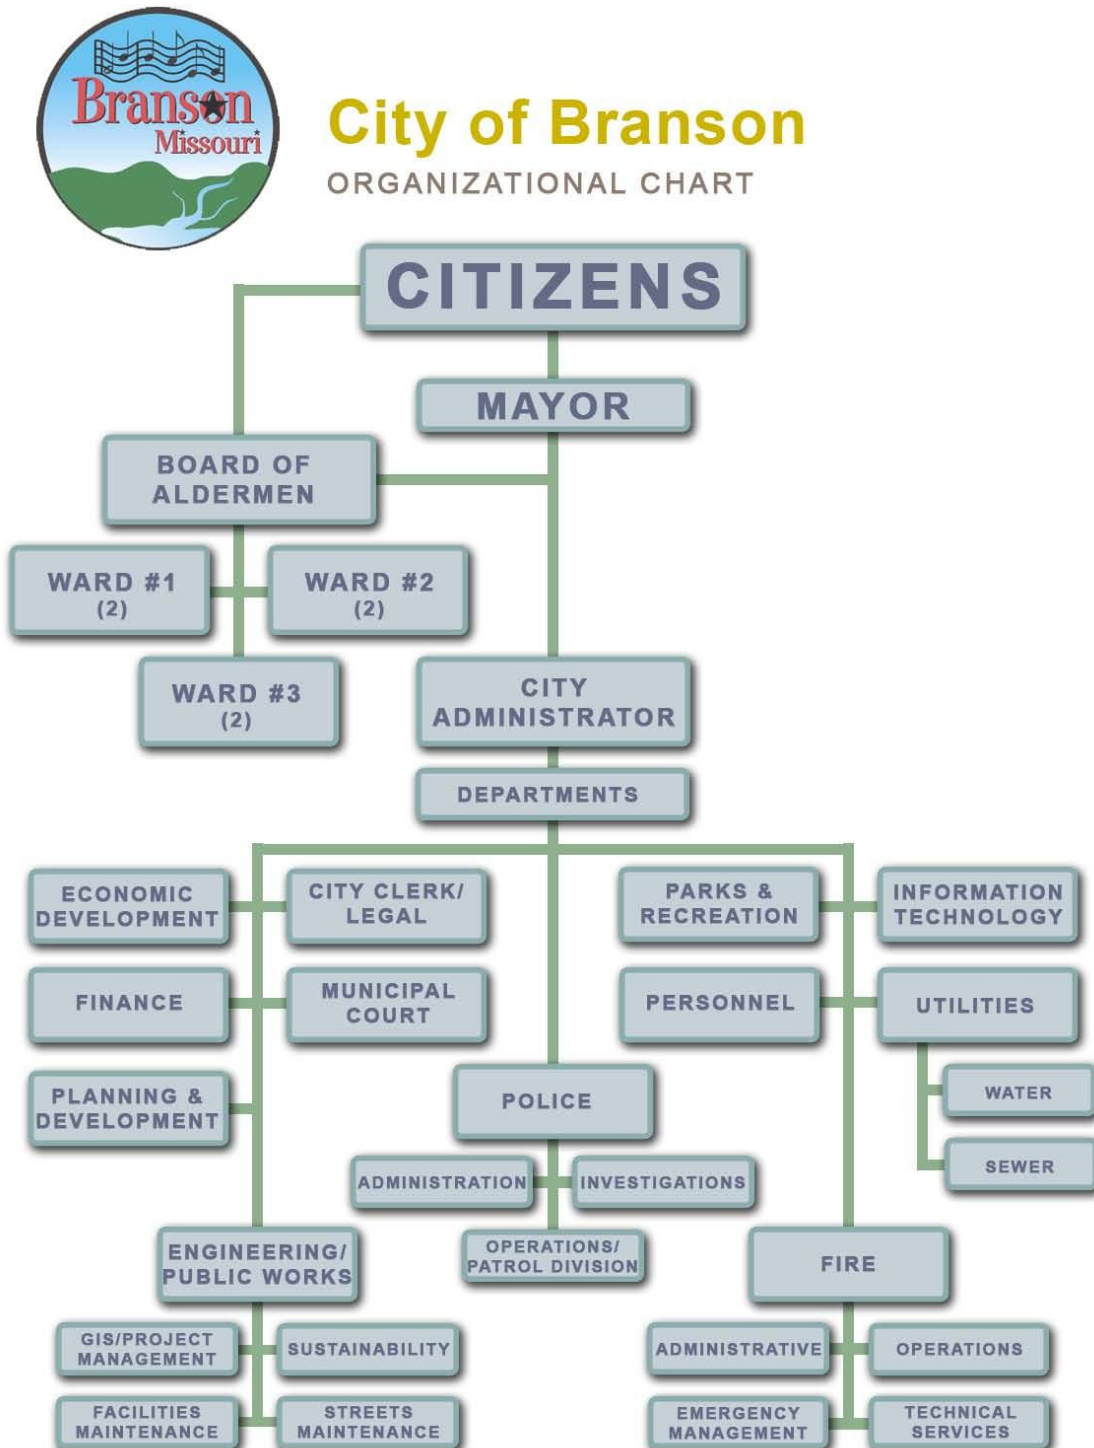 Branson
Missouri
City of Branson
ORGANIZATIONAL CHART
CITIZENS
MAYOR
BOARD OF
ALDERMEN
WARD #1
(2)
WARD #2
(2)
WARD #3
(2)
CITY
ADMINISTRATOR
DEPARTMENTS
ECONOMIC
DEVELOPMENT
CITY CLERK/
LEGAL
PARKS &
RECREATION
INFORMATION
TECHNOLOGY
FINANCE
MUNICIPAL
COURT
PERSONNEL
UTILITIES
PLANNING &
DEVELOPMENT
POLICE
WATER
SEWER
ADMINISTRATION
INVESTIGATIONS
OPERATIONS/
PATROL DIVISION
ENGINEERING/
PUBLIC WORKS
FIRE
GIS/PROJECT
MANAGEMENT
SUSTAINABILITY
ADMINISTRATIVE
OPERATIONS
FACILITIES
MAINTENANCE
STREETS
MAINTENANCE
EMERGENCY
MANAGEMENT
TECHNICAL
SERVICES